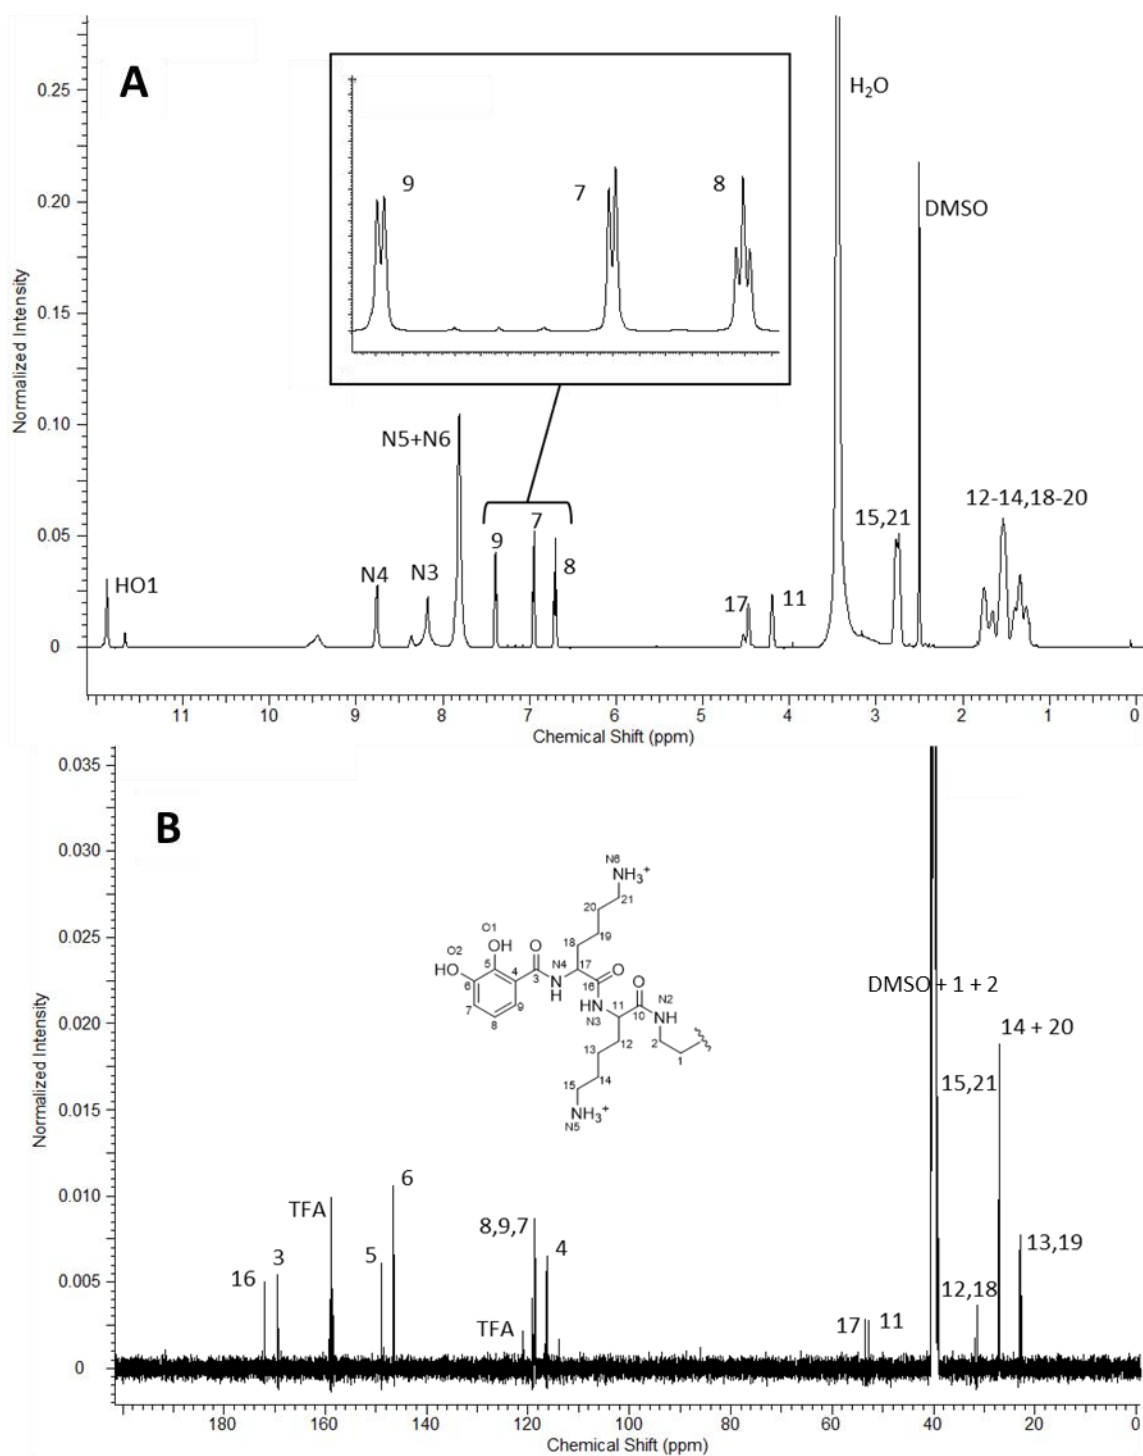 A
Normalized Intensity
0.25
0.20
0.15
0.10
0.05
0
9
7
8
H₂O
DMSO
N5+N6
HO1
N4
N3
9
7
8
17
11
15,21
12-14,18-20
11 10 9 8 7 6 5 4 3 2 1 0
Chemical Shift (ppm)
B
Normalized Intensity
0.035
0.030
0.025
0.020
0.015
0.010
0.005
0
N6
NH₃⁺
21
20
19
18
O1
O2
OH
HO
O
5
4
6
3
N4
N
H
17
16
O
7
8
9
HN
N3
11
O
10
N2
NH
12
13
2
1
14
15
NH₃⁺
N5
DMSO + 1 + 2
14 + 20
15,21
13,19
12,18
16
3
TFA
5
6
8,9,7
4
TFA
17
11
180 160 140 120 100 80 60 40 20 0
Chemical Shift (ppm)